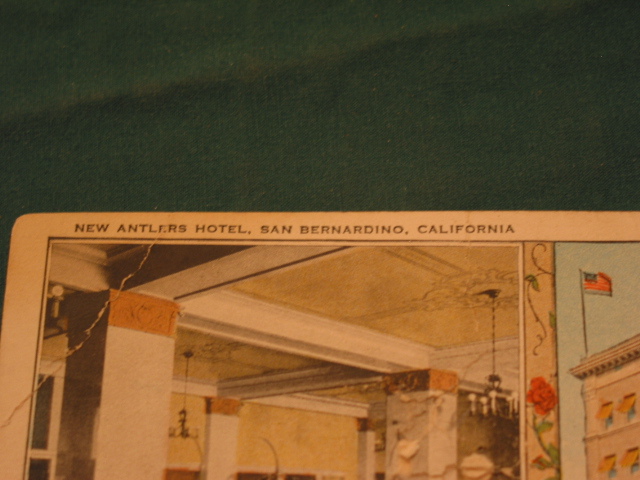 NEW ANTLERS HOTEL, SAN BERNARDINO, CALIFORNIA